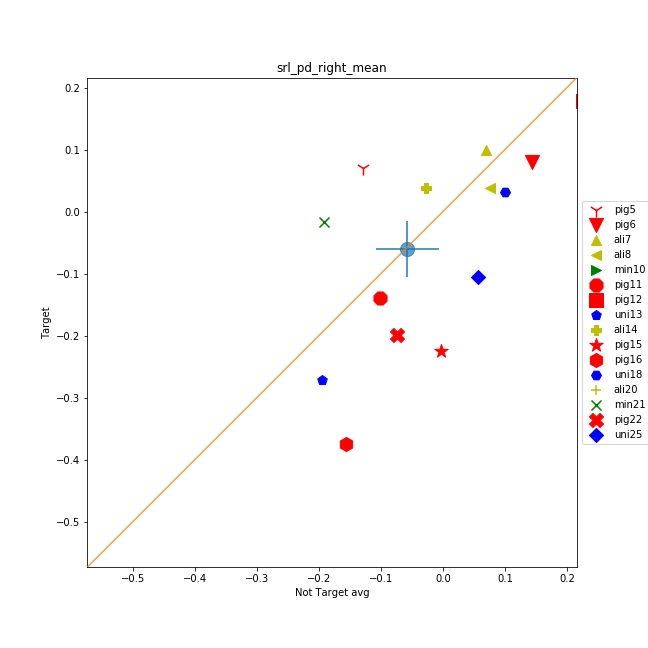 srl_pd_right_mean
0.2
0.1
0.0
−0.1
−0.2
−0.3
−0.4
−0.5
Target
−0.5 −0.4 −0.3 −0.2 −0.1 0.0 0.1 0.2
Not Target avg
pig5
pig6
ali7
ali8
min10
pig11
pig12
uni13
ali14
pig15
pig16
uni18
ali20
min21
pig22
uni25